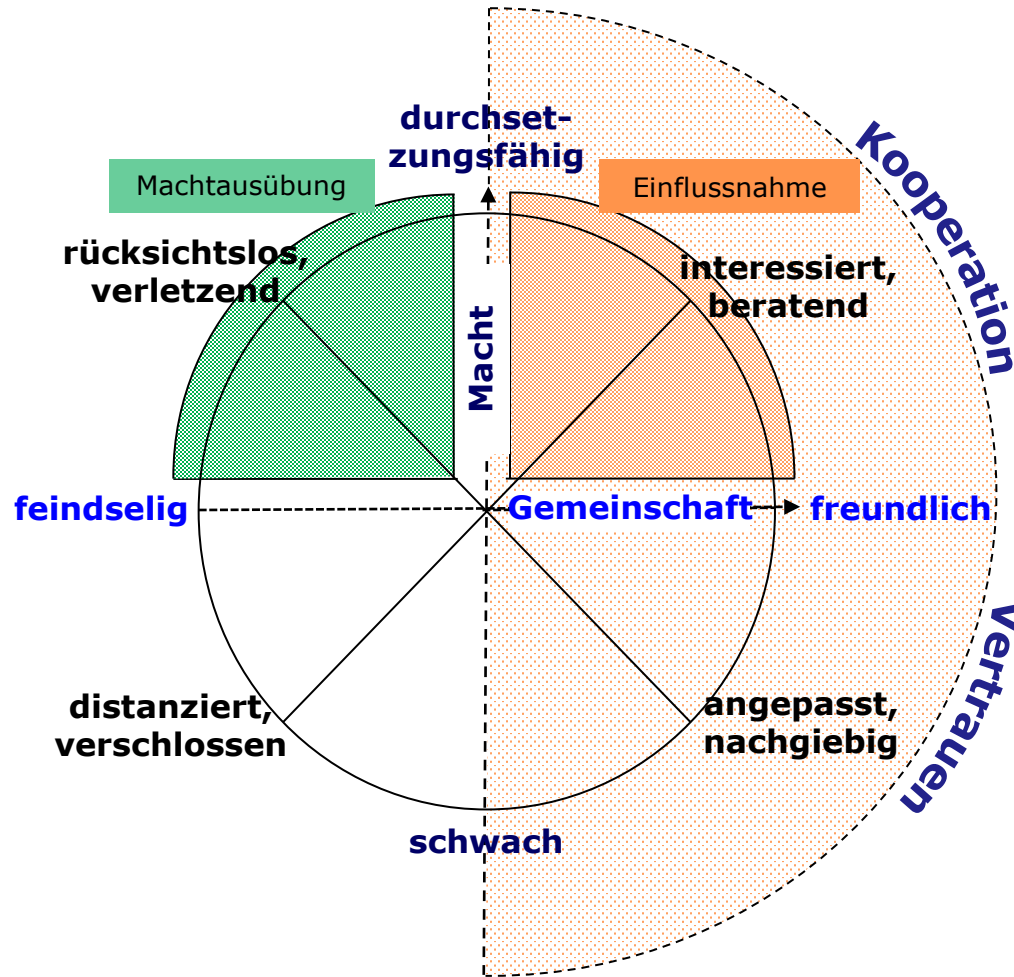 durchset-
zungsfähig
Kooperation
Machtausübung
Einflussnahme
rücksichtslos,
verletzend
interessiert,
beratend
Macht
feindselig
Gemeinschaft
freundlich
Vertrauen
distanziert,
verschlossen
angepasst,
nachgiebig
schwach